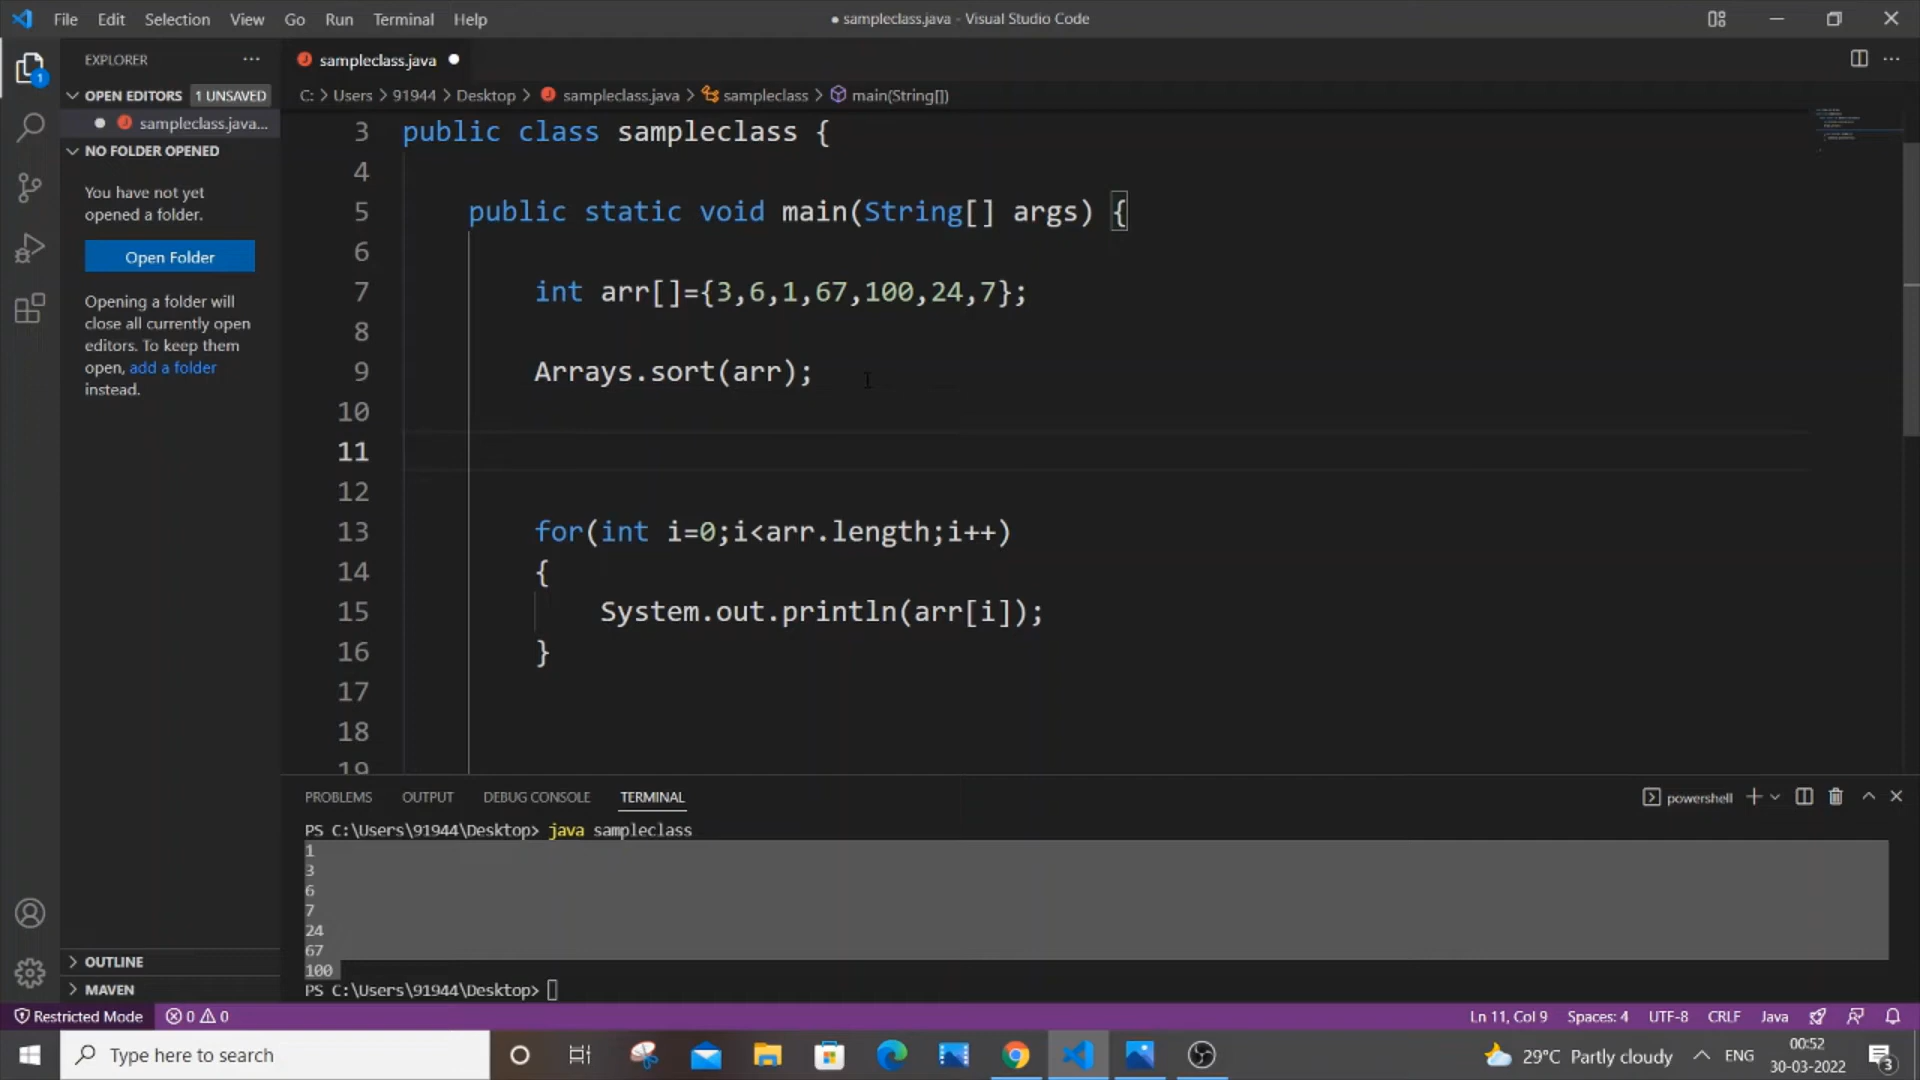 File Edit Selection View Go Run Terminal Help
● sampleclass.java - Visual Studio Code
EXPLORER
OPEN EDITORS 1 UNSAVED
sampleclass.java...
NO FOLDER OPENED
You have not yet
opened a folder.
Open Folder
Opening a folder will
close all currently open
editors. To keep them
open, add a folder
instead.
OUTLINE
MAVEN
sampleclass.java
C: > Users > 91944 > Desktop > sampleclass.java > sampleclass > main(String[])
3 public class sampleclass {
4
5 public static void main(String[] args) {
6
7 int arr[]={3,6,1,67,100,24,7};
8
9 Arrays.sort(arr);
10
11
12
13 for(int i=0;i<arr.length;i++)
14 {
15 System.out.println(arr[i]);
16 }
17
18
19
PROBLEMS OUTPUT DEBUG CONSOLE TERMINAL
powershell
PS C:\Users\91944\Desktop> java sampleclass
1
3
6
7
24
67
100
PS C:\Users\91944\Desktop>
Restricted Mode 0 0
Ln 11, Col 9 Spaces: 4 UTF-8 CRLF Java
Type here to search
29°C Partly cloudy ENG
00:52
30-03-2022
3
1